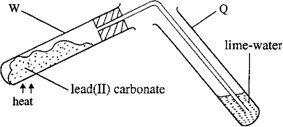 W
Q
lime-water
lead(II) carbonate
heat